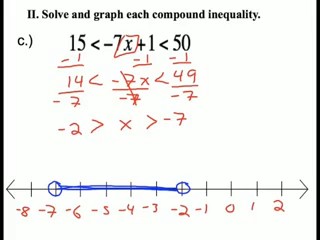 II. Solve and graph each compound inequality.
c.) 15 < -7x + 1 < 50
-1 -1 -1
14 < -7x < 49
-7 -7 -7
-2 > x > -7
-8 -7 -6 -5 -4 -3 -2 -1 0 1 2